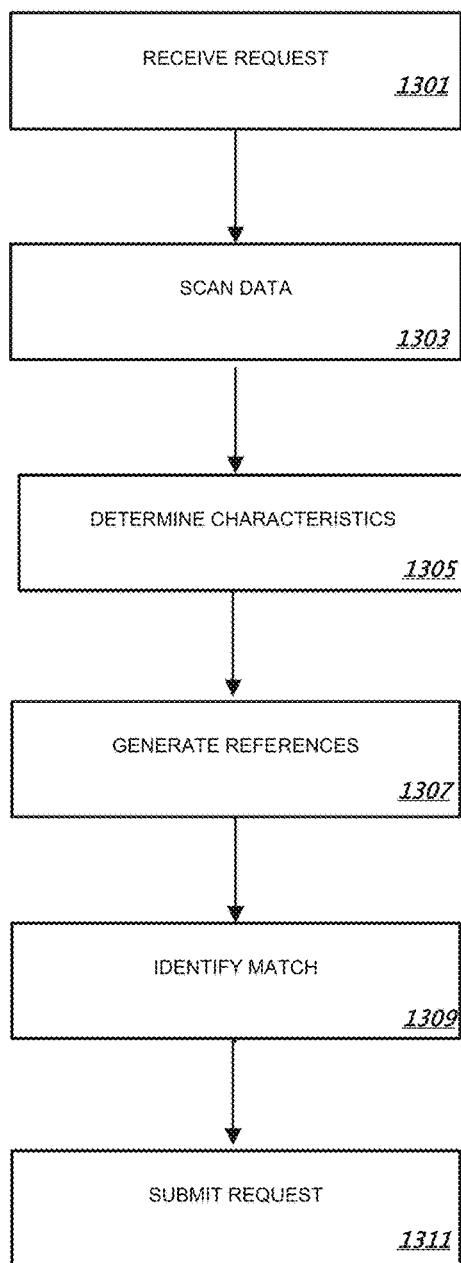 RECEIVE REQUEST
1301
SCAN DATA
1303
DETERMINE CHARACTERISTICS
1305
GENERATE REFERENCES
1307
IDENTIFY MATCH
1309
SUBMIT REQUEST
1311